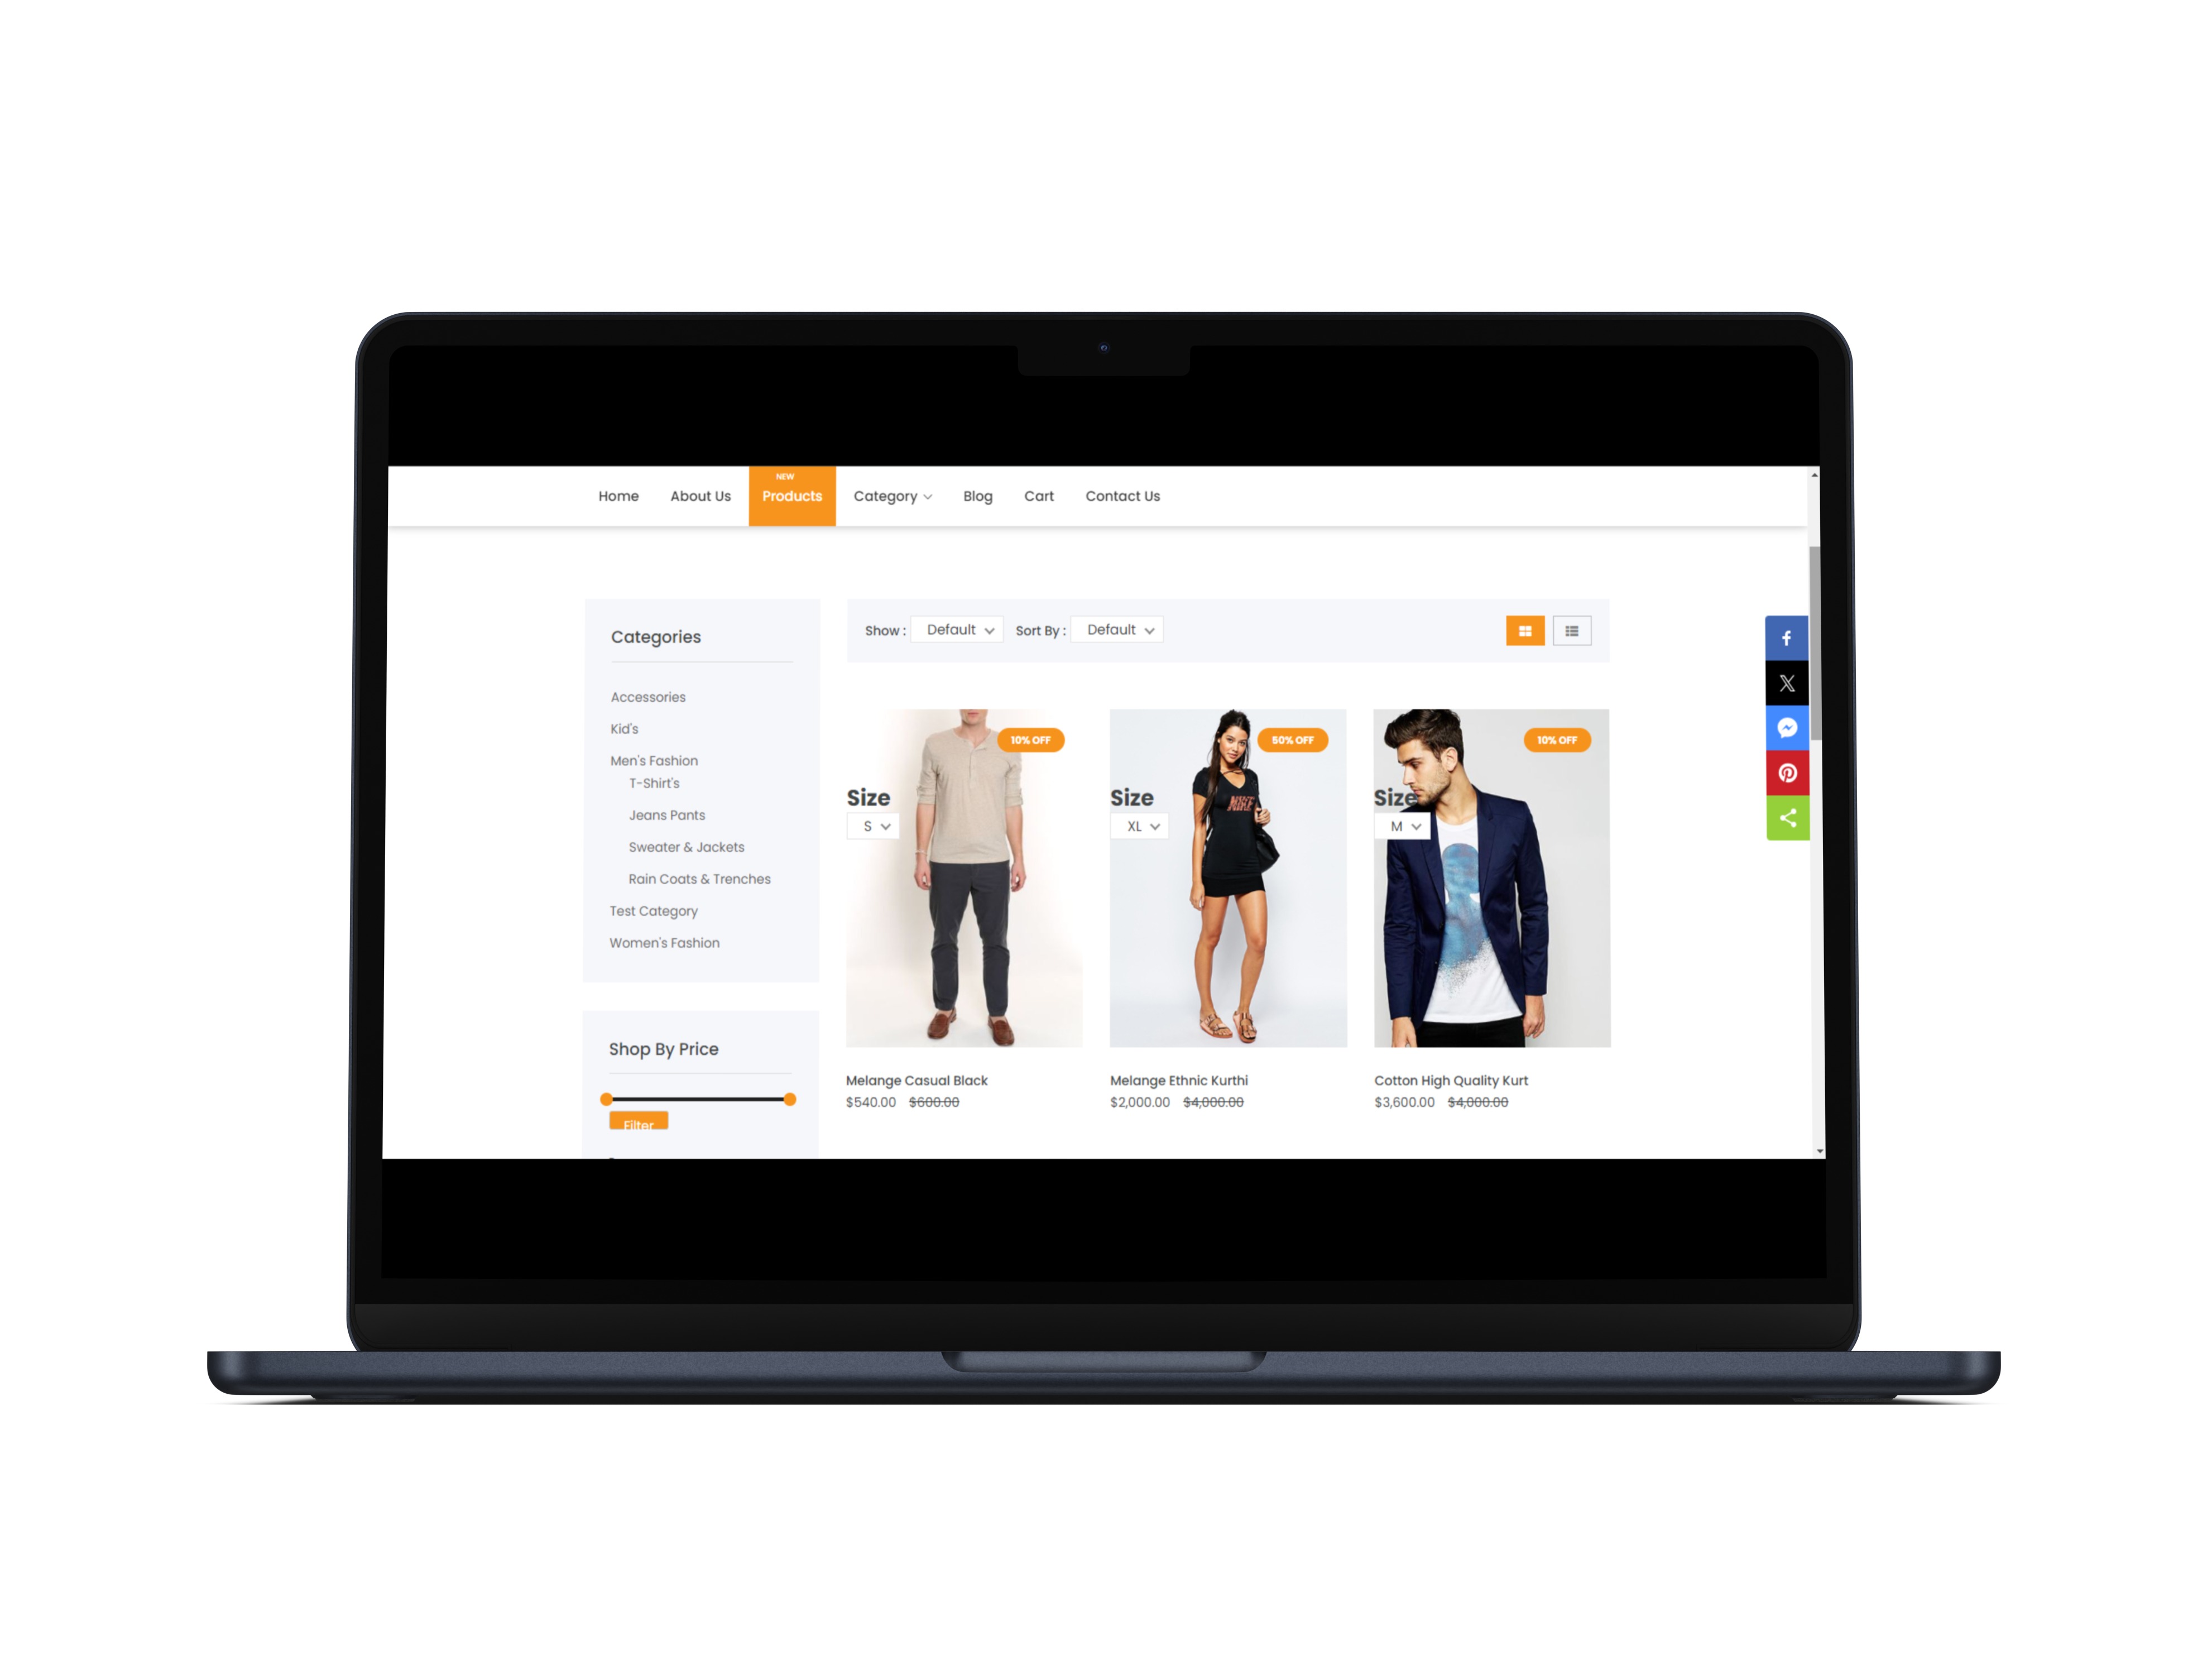 NEW
Home About Us Products Category Blog Cart Contact Us
Categories
Accessories
Kid's
Men's Fashion
T-Shirt's
Jeans Pants
Sweater & Jackets
Rain Coats & Trenches
Test Category
Women's Fashion
Shop By Price
Filter
Show : Default Sort By : Default
10% OFF
Size
S
Melange Casual Black
$540.00 $600.00
50% OFF
NIKE
Size
XL
Melange Ethnic Kurthi
$2,000.00 $4,000.00
10% OFF
Size
M
Cotton High Quality Kurt
$3,600.00 $4,000.00